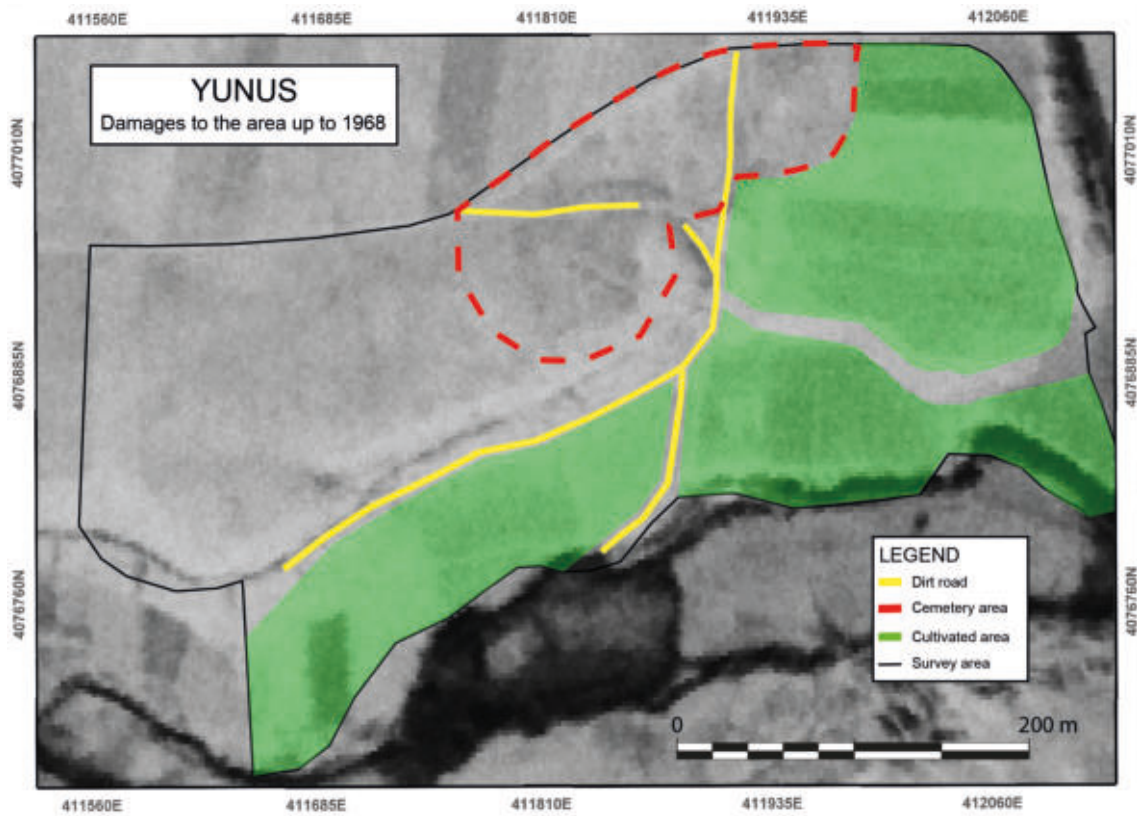 411560E 411685E 411810E 411935E 412060E
YUNUS
Damages to the area up to 1968
4077010N 4077010N
4076885N 4076885N
4076760N 4076760N
LEGEND
Dirt road
Cemetery area
Cultivated area
Survey area
0 200 m
411560E 411685E 411810E 411935E 412060E